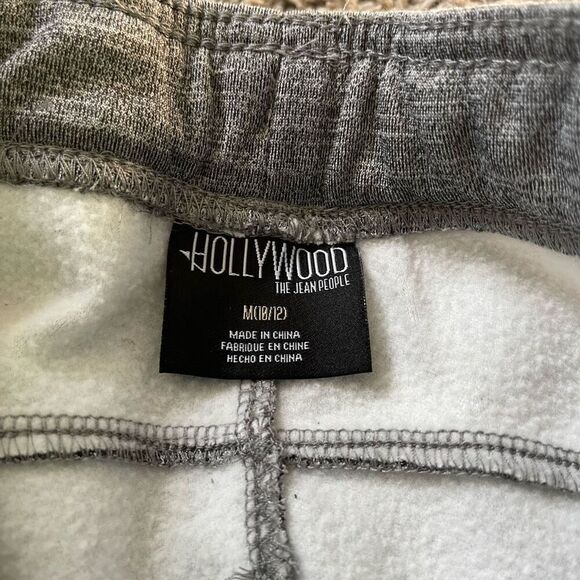 HOLLYWOOD
THE JEAN PEOPLE
M(10/12)
MADE IN CHINA
FABRIQUE EN CHINE
HECHO EN CHINA